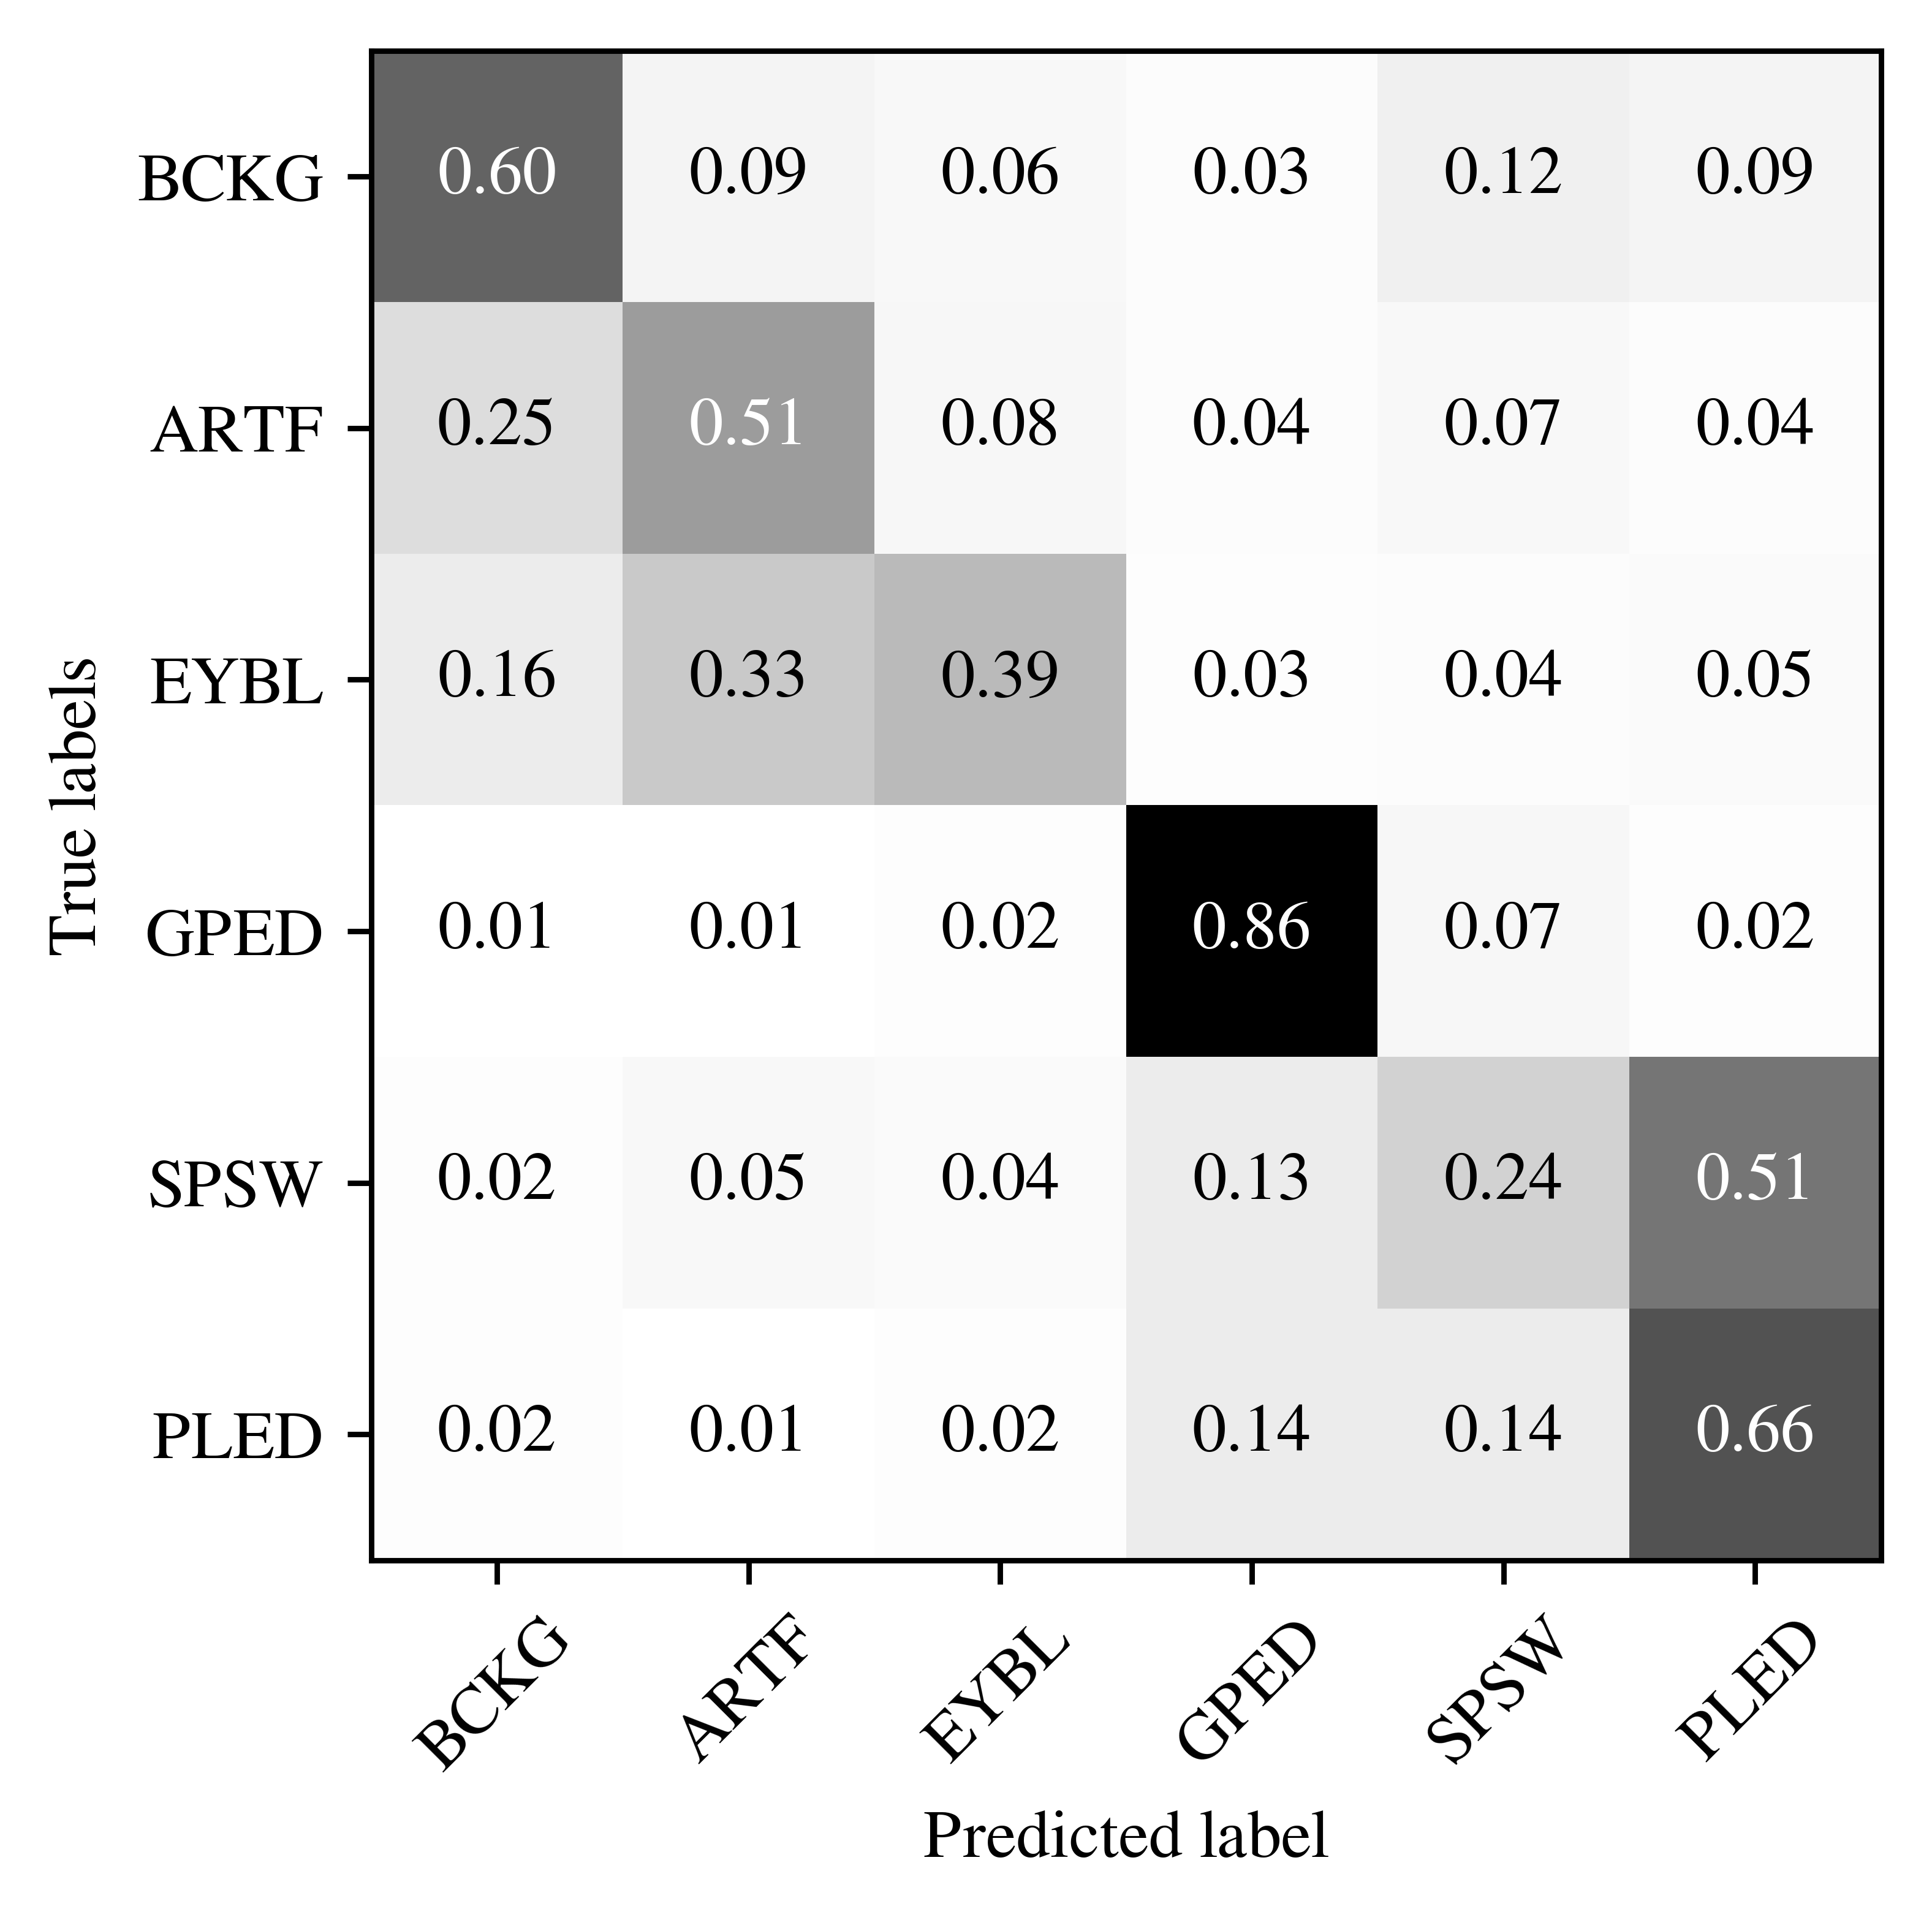 BCKG 0.60 0.09 0.06 0.03 0.12 0.09
ARTF 0.25 0.51 0.08 0.04 0.07 0.04
EYBL 0.16 0.33 0.39 0.03 0.04 0.05
GPED 0.01 0.01 0.02 0.86 0.07 0.02
SPSW 0.02 0.05 0.04 0.13 0.24 0.51
PLED 0.02 0.01 0.02 0.14 0.14 0.66
True labels
BCKG ARTF EYBL GPED SPSW PLED
Predicted label